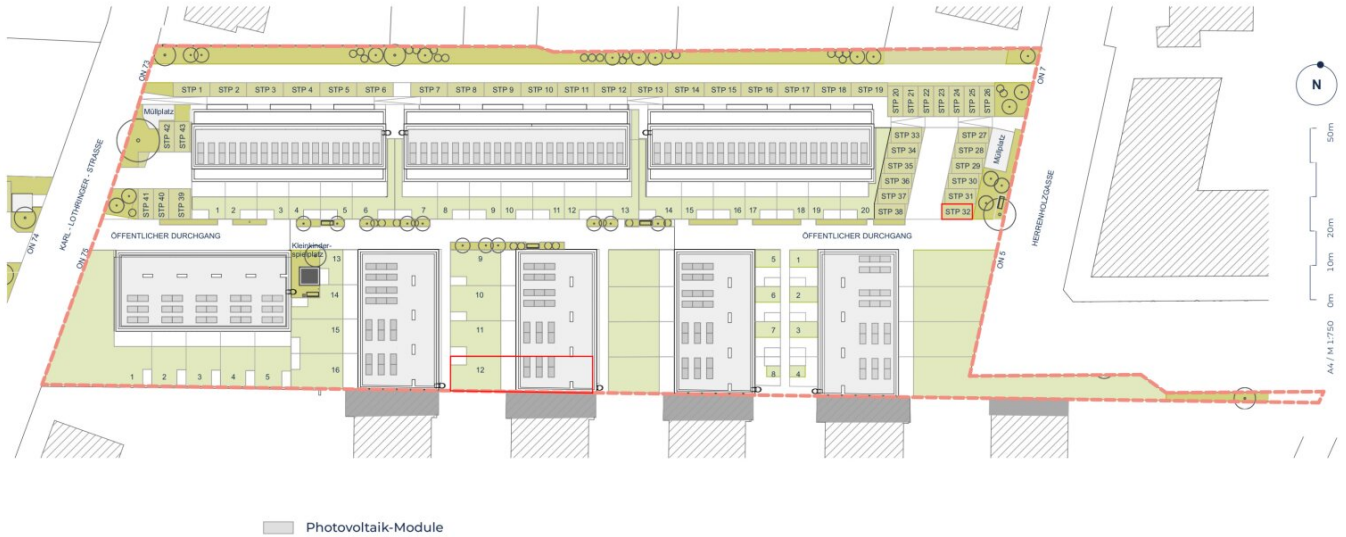 ON 73
ON 7
N
STP 1 STP 2 STP 3 STP 4 STP 5 STP 6 STP 7 STP 8 STP 9 STP 10 STP 11 STP 12 STP 13 STP 14 STP 15 STP 16 STP 17 STP 18 STP 19
STP 20
STP 21
STP 22
STP 23
STP 24
STP 25
STP 26
Müllplatz
STP 42
STP 43
STP 33
STP 34
STP 35
STP 36
STP 37
STP 38
STP 27
STP 28
STP 29
STP 30
STP 31
STP 32
Müllplatz
KARL - LOTHRINGER - STRASSE
HERRENHOLZGASSE
STP 41
STP 40
STP 39
1 2 3 4 5 6 7 8 9 10 11 12 13 14 15 16 17 18 19 20
ÖFFENTLICHER DURCHGANG
ÖFFENTLICHER DURCHGANG
ON 74
ON 75
ON 5
Kleinkinder-
spielplatz
13
14
15
16
9
10
11
12
5
6
7
8
1
2
3
4
1 2 3 4 5
50m
20m
10m
0m
A4 / M 1:750
Photovoltaik-Module